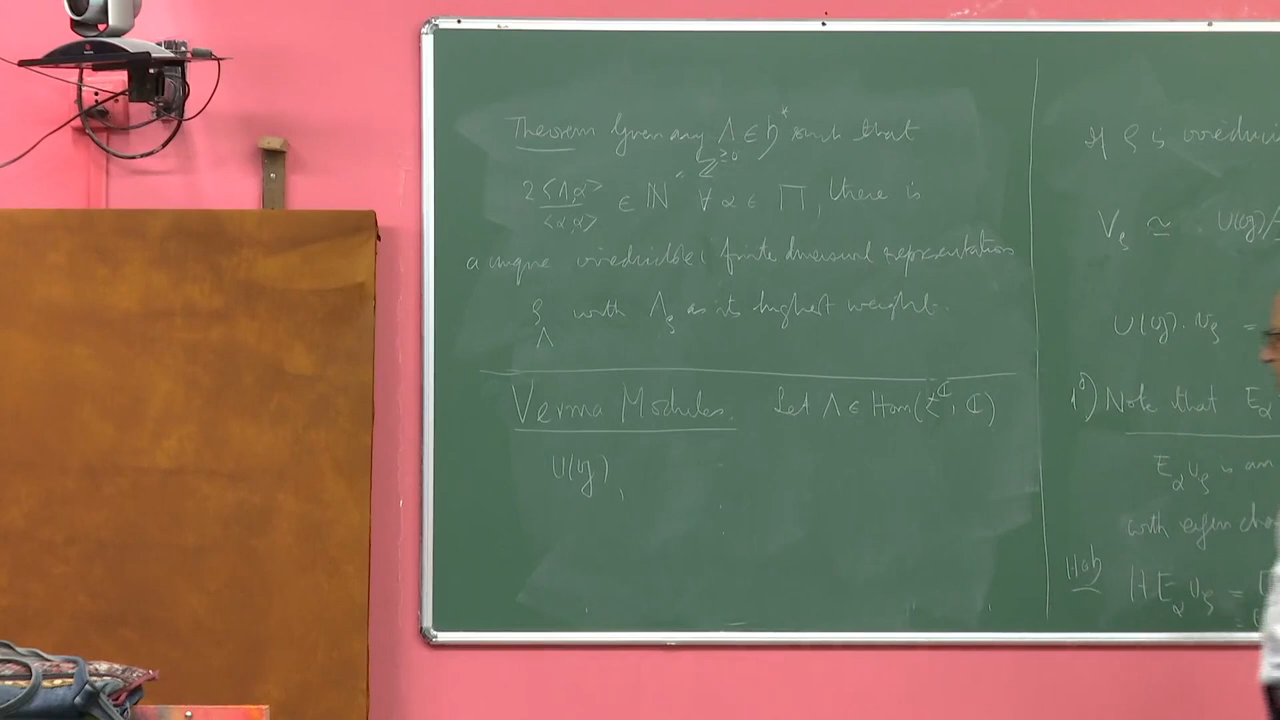 Theorem Given any Λ ∈ h* such that
2<Λ,α>/<α,α> ∈ ℕ ℤ^{≥0} ∀ α ∈ Π, there is
a unique irreducible finite dimensional representation
ρ_Λ with Λ_ρ as its highest weight.
Verma Modules. Let Λ ∈ Hom(t^ℂ, ℂ)
U(g),
If ρ is irreduc
V_ρ ≅ U(g)/
U(g). v_ρ =
1°) Note that E_α
E_α v_ρ is an
with eigen cha
H∈h H E_α v_ρ =